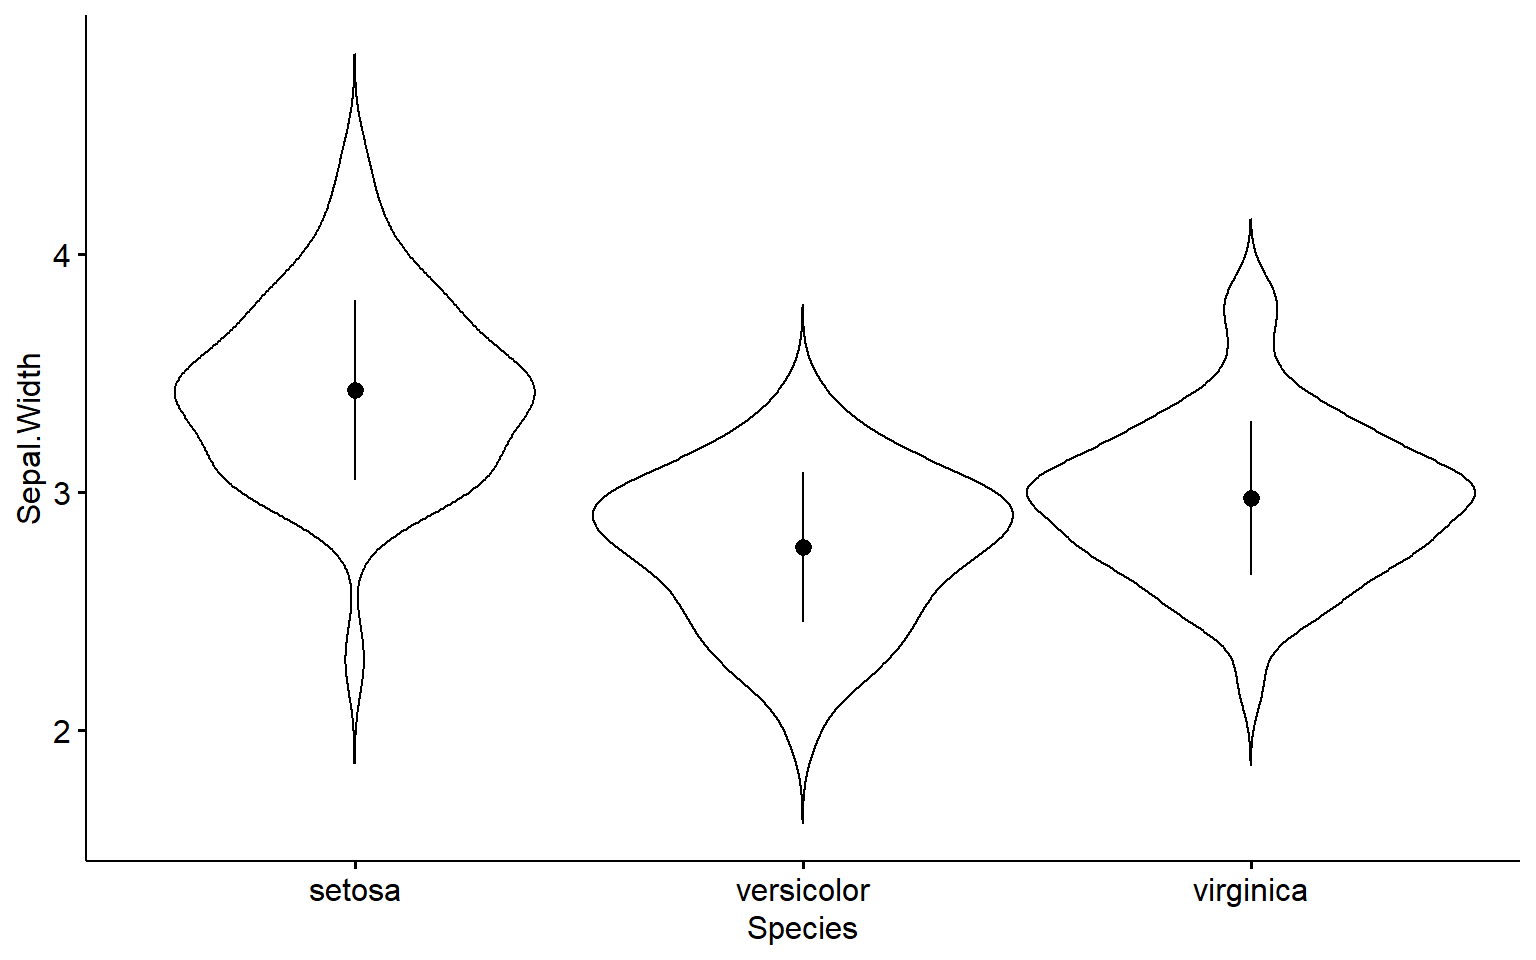 Sepal.Width
4
3
2
setosa versicolor virginica
Species